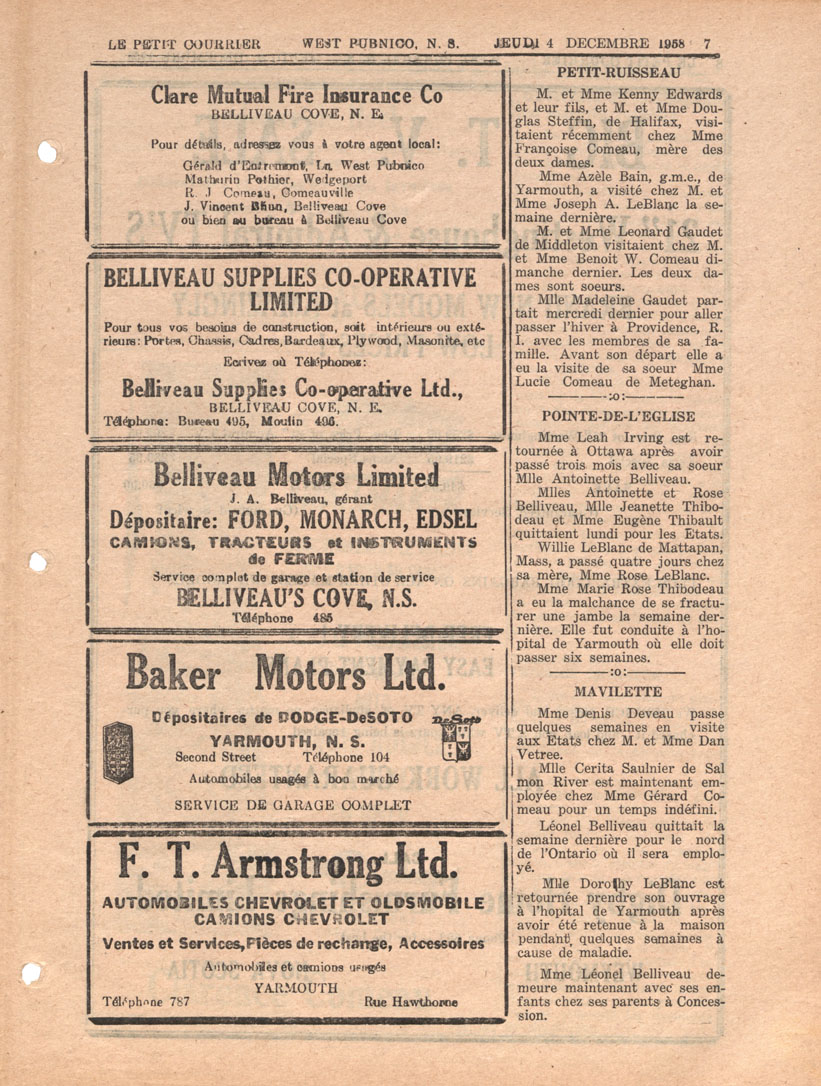 LE PETIT COURRIER WEST PUBNICO, N. S. JEUDI 4 DECEMBRE 1958 7
Clare Mutual Fire Insurance Co
BELLIVEAU COVE, N. E.
Pour détails, adressez vous à votre agent local:
Gérald d'Entremont, La West Pubnico
Mathurin Pothier, Wedgeport
R. J Comeau, Comeauville
J. Vincent Blinn, Belliveau Cove
ou bien au bureau à Belliveau Cove
BELLIVEAU SUPPLIES CO-OPERATIVE
LIMITED
Pour tous vos besoins de construction, soit intérieurs ou exté-
rieurs: Portes, Chassis, Cadres, Bardeaux, Plywood, Masonite, etc
Ecrivez où Téléphonez:
Belliveau Supplies Co-operative Ltd.,
BELLIVEAU COVE, N. E.
Téléphone: Bureau 495, Moulin 496.
Belliveau Motors Limited
J. A. Belliveau, gérant
Dépositaire: FORD, MONARCH, EDSEL
CAMIONS, TRACTEURS et INSTRUMENTS
de FERME
Service complet de garage et station de service
BELLIVEAU'S COVE, N.S.
Téléphone 485
Baker Motors Ltd.
Dépositaires de DODGE-DeSOTO
DeSoto
YARMOUTH, N. S.
Second Street Téléphone 104
Automobiles usagés à bon marché
SERVICE DE GARAGE COMPLET
F. T. Armstrong Ltd.
AUTOMOBILES CHEVROLET ET OLDSMOBILE
CAMIONS CHEVROLET
Ventes et Services, Pièces de rechange, Accessoires
Automobiles et camions usagés
YARMOUTH
Téléphone 787 Rue Hawthorne
PETIT-RUISSEAU
M. et Mme Kenny Edwards
et leur fils, et M. et Mme Dou-
glas Steffin, de Halifax, visi-
taient récemment chez Mme
Françoise Comeau, mère des
deux dames.
Mme Azèle Bain, g.m.e., de
Yarmouth, a visité chez M. et
Mme Joseph A. LeBlanc la se-
maine dernière.
M. et Mme Leonard Gaudet
de Middleton visitaient chez M.
et Mme Benoit W. Comeau di-
manche dernier. Les deux da-
mes sont soeurs.
Mlle Madeleine Gaudet par-
tait mercredi dernier pour aller
passer l'hiver à Providence, R.
I. avec les membres de sa fa-
mille. Avant son départ elle a
eu la visite de sa soeur Mme
Lucie Comeau de Meteghan.
:o:
POINTE-DE-L'EGLISE
Mme Leah Irving est re-
tournée à Ottawa après avoir
passé trois mois avec sa soeur
Mlle Antoinette Belliveau.
Mlles Antoinette et Rose
Belliveau, Mlle Jeanette Thibo-
deau et Mme Eugène Thibault
quittaient lundi pour les Etats.
Willie LeBlanc de Mattapan,
Mass, a passé quatre jours chez
sa mère, Mme Rose LeBlanc.
Mme Marie Rose Thibodeau
a eu la malchance de se fractu-
rer une jambe la semaine der-
nière. Elle fut conduite à l'ho-
pital de Yarmouth où elle doit
passer six semaines.
:o:
MAVILETTE
Mme Denis Deveau passe
quelques semaines en visite
aux Etats chez M. et Mme Dan
Vetree.
Mlle Cerita Saulnier de Sal
mon River est maintenant em-
ployée chez Mme Gérard Co-
meau pour un temps indéfini.
Léonel Belliveau quittait la
semaine dernière pour le nord
de l'Ontario où il sera emplo-
yé.
Mlle Dorothy LeBlanc est
retournée prendre son ouvrage
à l'hopital de Yarmouth après
avoir été retenue à la maison
pendant, quelques semaines à
cause de maladie.
Mme Léonel Belliveau de-
meure maintenant avec ses en-
fants chez ses parents à Conces-
sion.